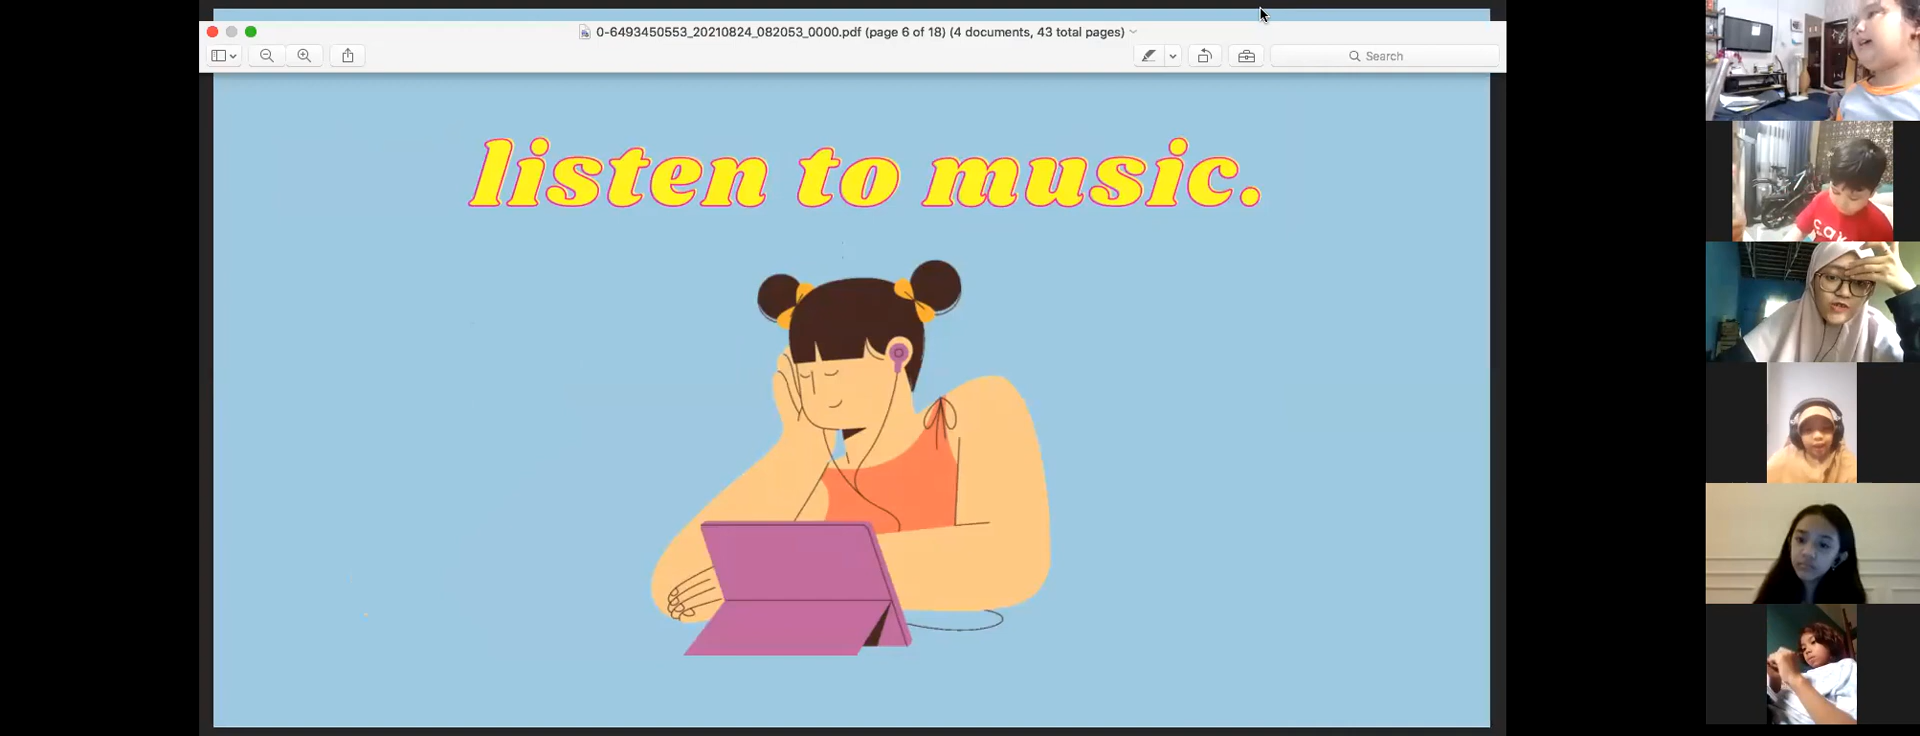 0-6493450553_20210824_082053_0000.pdf (page 6 of 18) (4 documents, 43 total pages)
Search
listen to music.